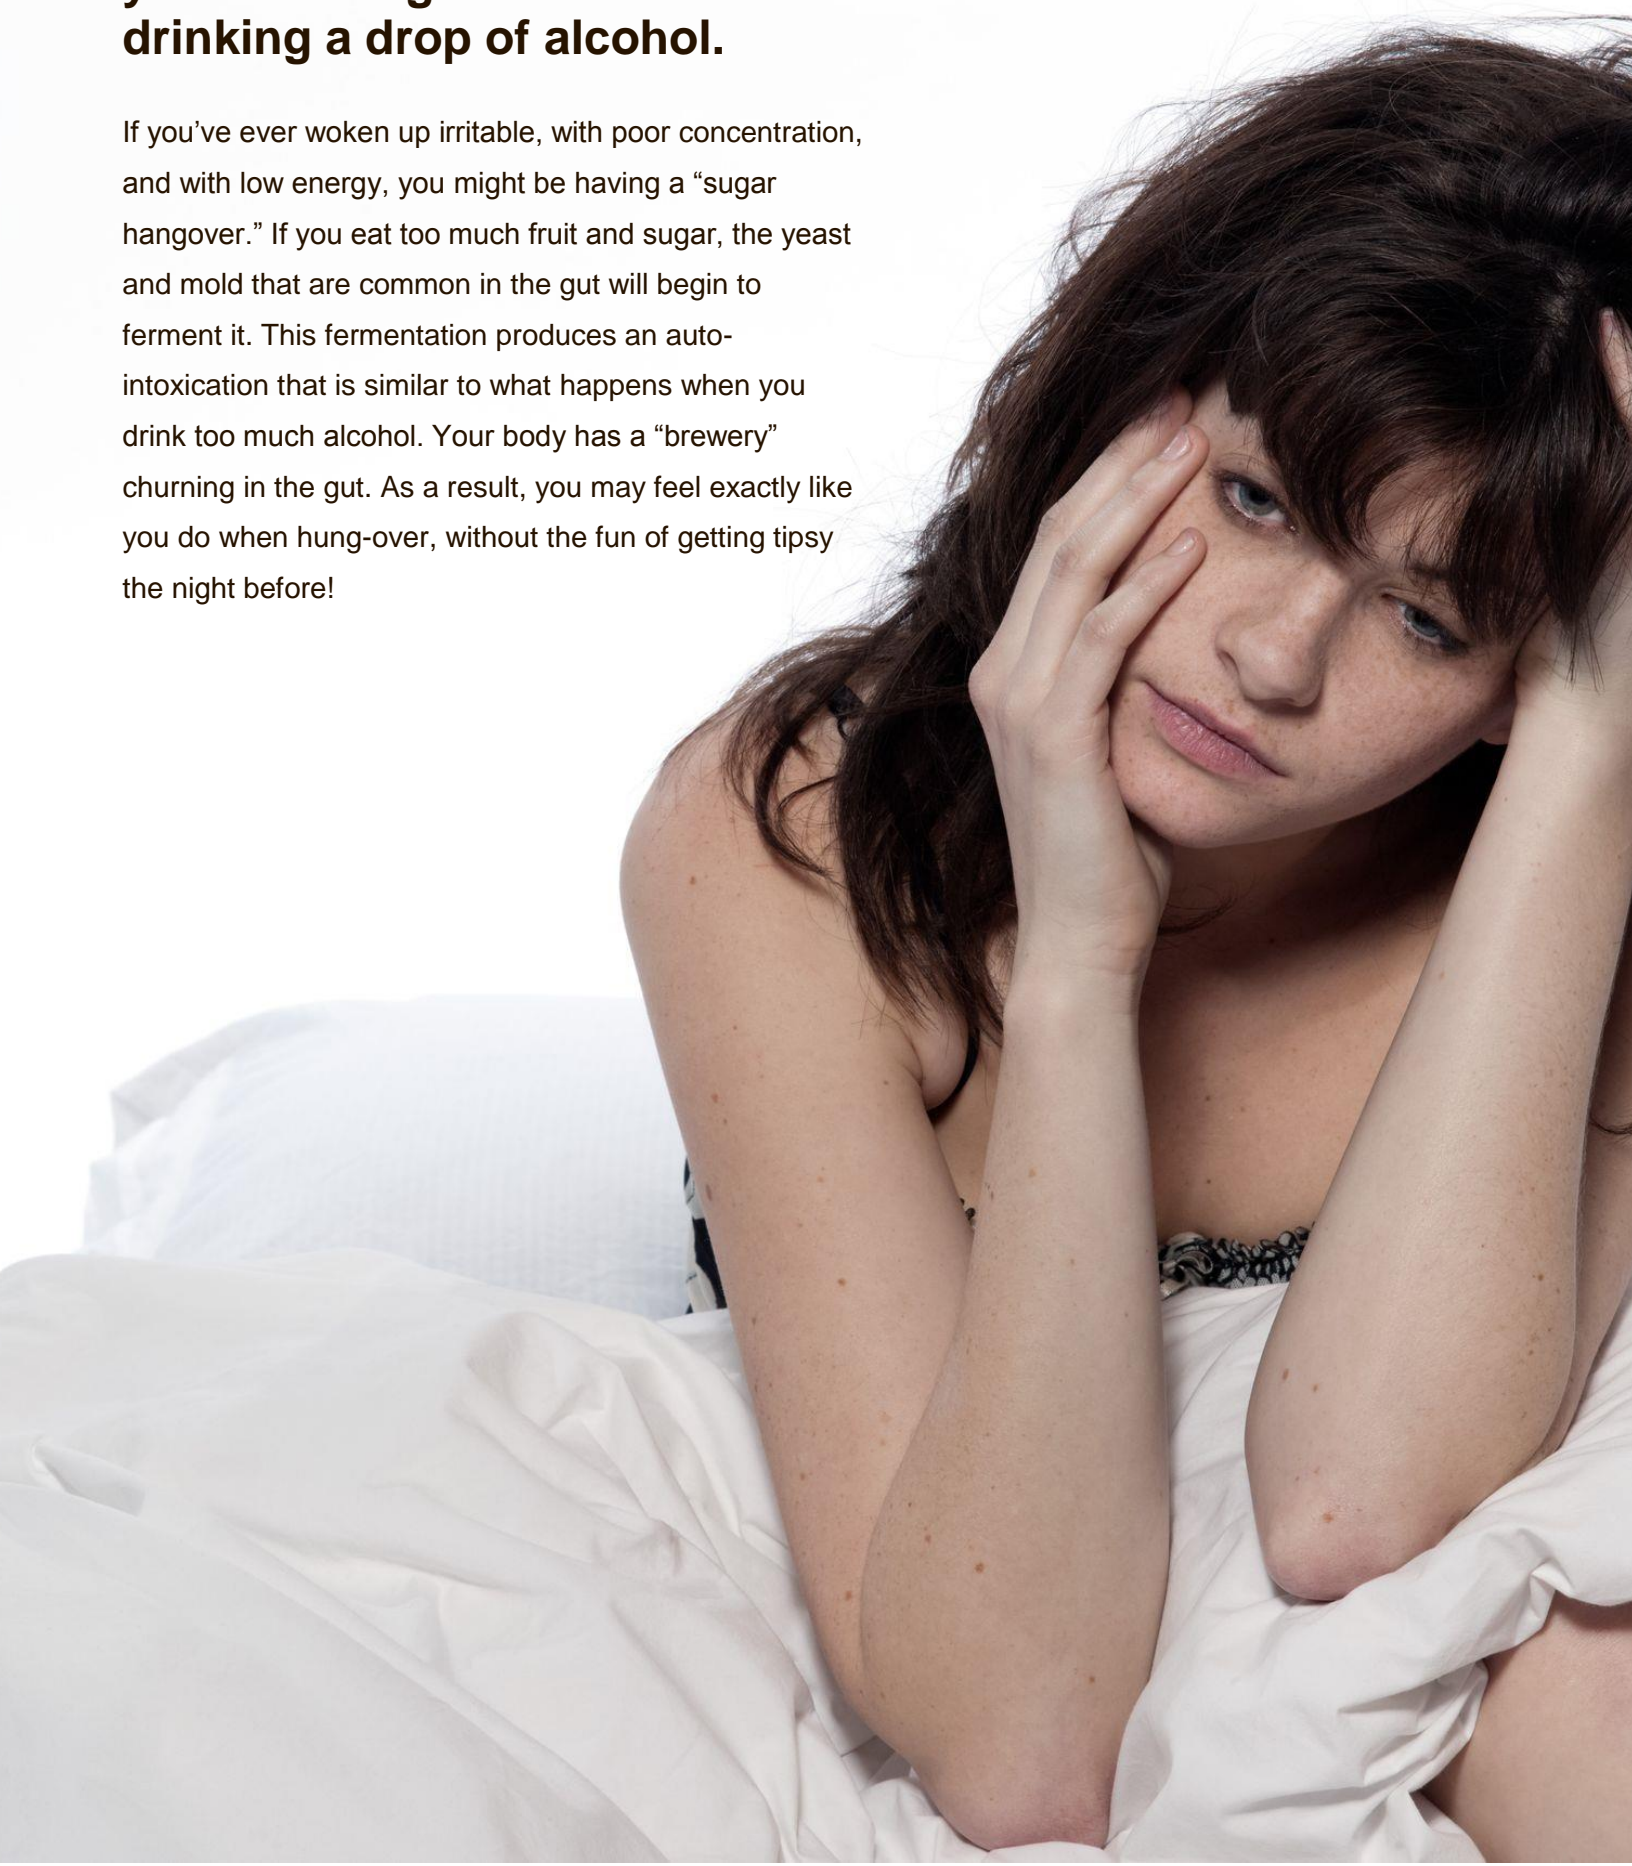 drinking a drop of alcohol.
If you’ve ever woken up irritable, with poor concentration,
and with low energy, you might be having a “sugar
hangover.” If you eat too much fruit and sugar, the yeast
and mold that are common in the gut will begin to
ferment it. This fermentation produces an auto-
intoxication that is similar to what happens when you
drink too much alcohol. Your body has a “brewery”
churning in the gut. As a result, you may feel exactly like
you do when hung-over, without the fun of getting tipsy
the night before!